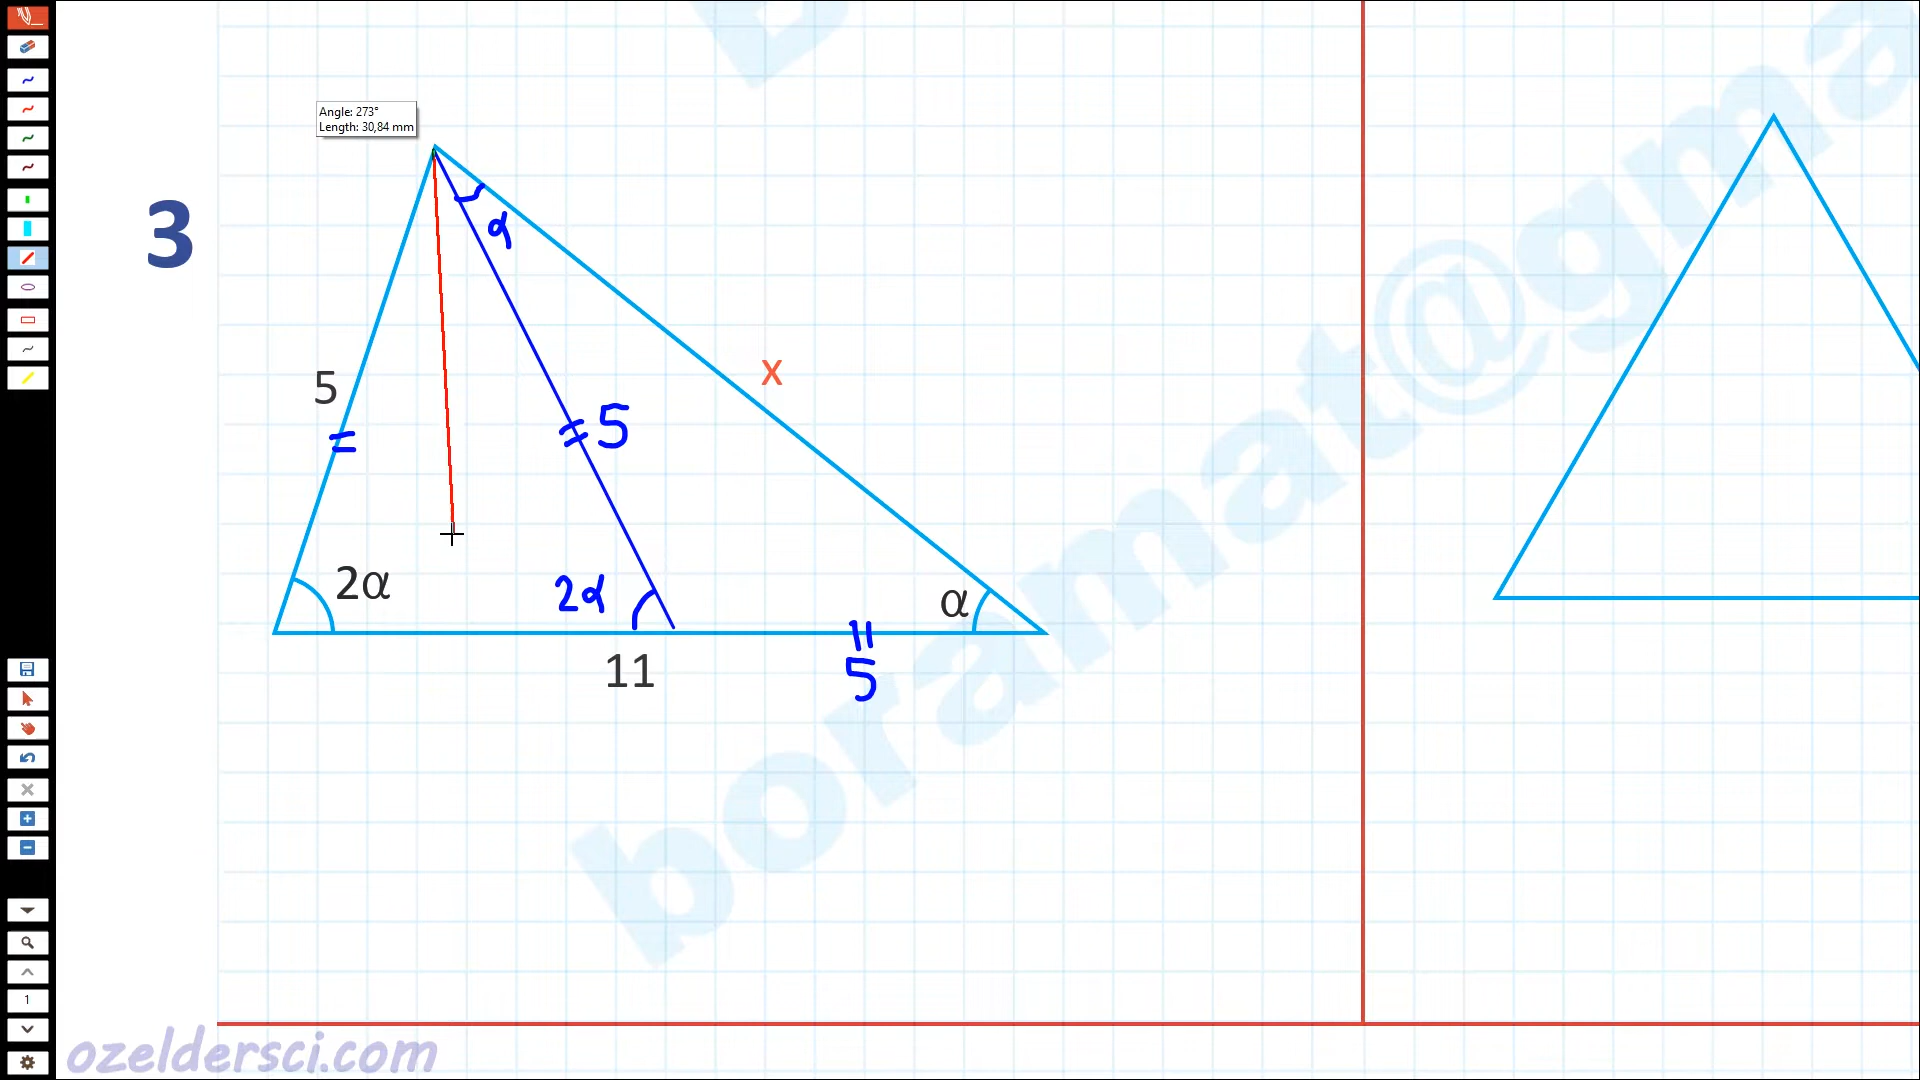 Angle: 273°
Length: 30,84 mm
3
α
x
5
=
= 5
2α
2α
α
11
=
5
1
boramat@gma
ozeldersci.com